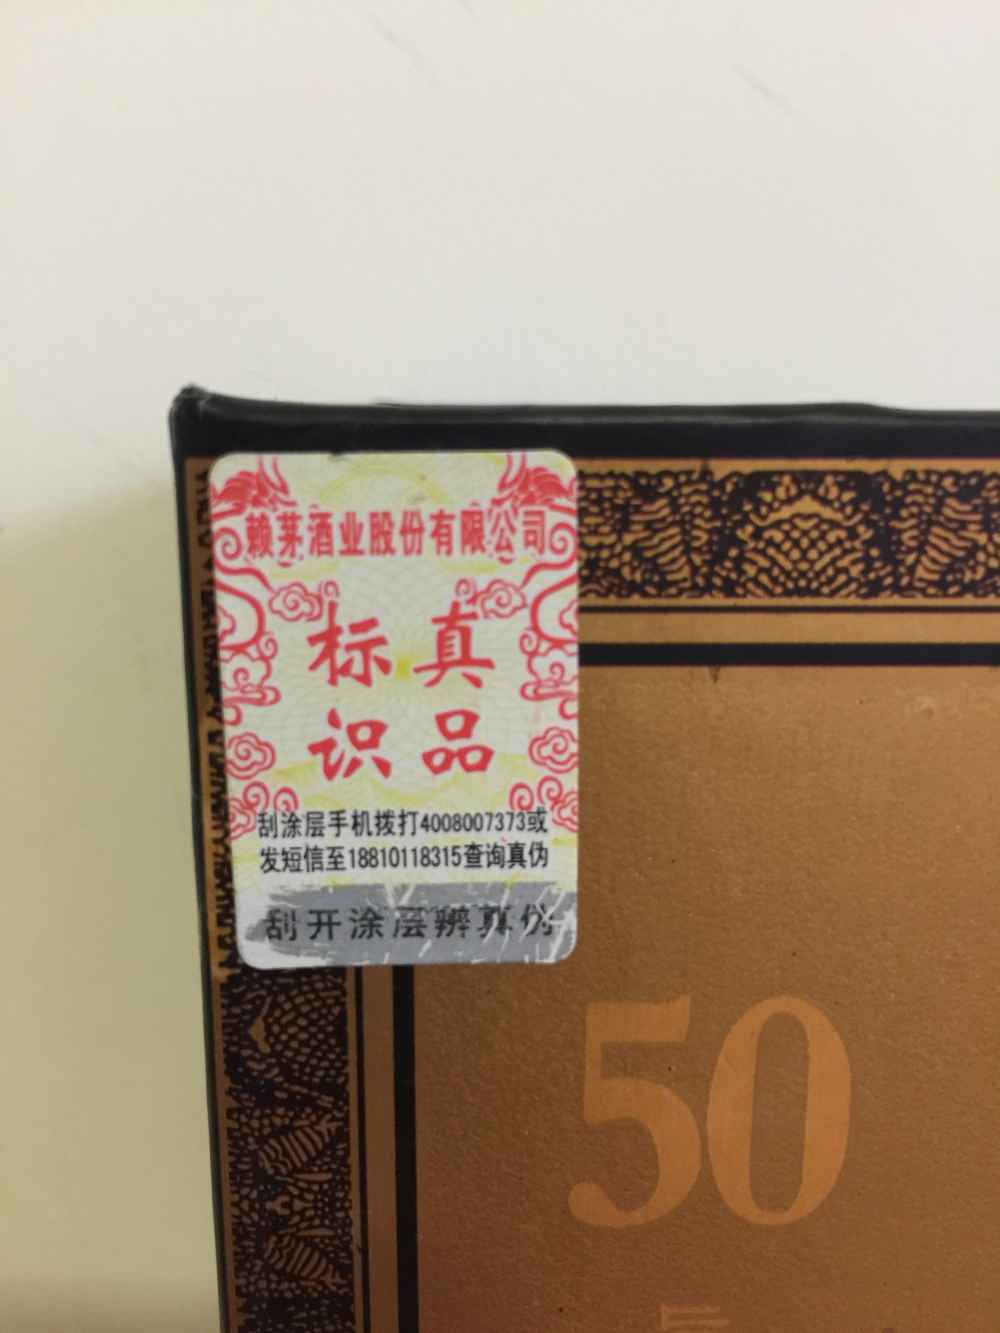 赖茅酒业股份有限公司
真品
标识
刮涂层手机拨打4008007373或
发短信至18810118315查询真伪
刮开涂层辨真伪
50